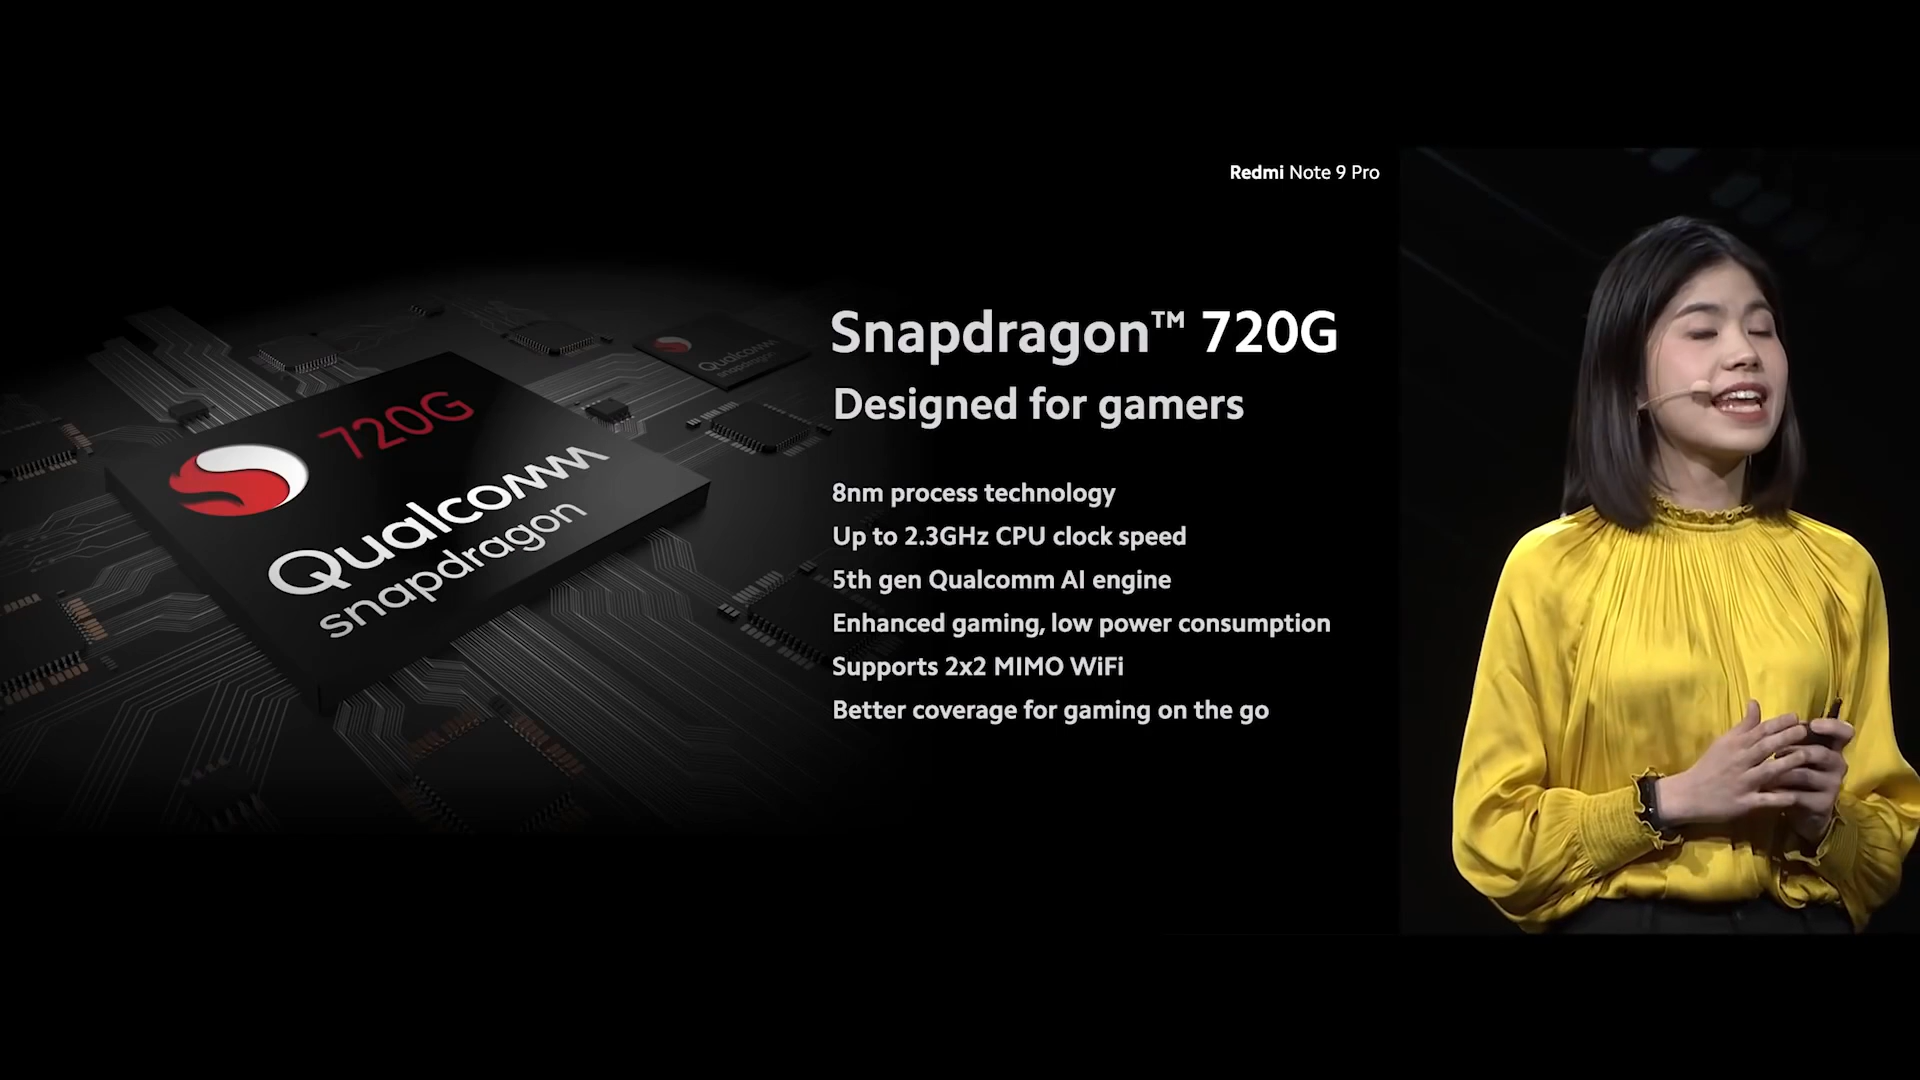 Redmi Note 9 Pro
Snapdragon™ 720G
Designed for gamers
8nm process technology
Up to 2.3GHz CPU clock speed
5th gen Qualcomm AI engine
Enhanced gaming, low power consumption
Supports 2x2 MIMO WiFi
Better coverage for gaming on the go
720G
Qualcomm
snapdragon
Qualcomm
snapdragon